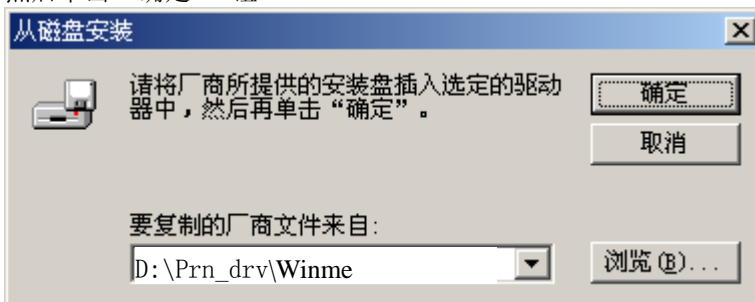 从磁盘安装
请将厂商所提供的安装盘插入选定的驱动
器中，然后再单击“确定”。
确定
取消
要复制的厂商文件来自:
D:\Prn_drv\Winme
浏览(B)...